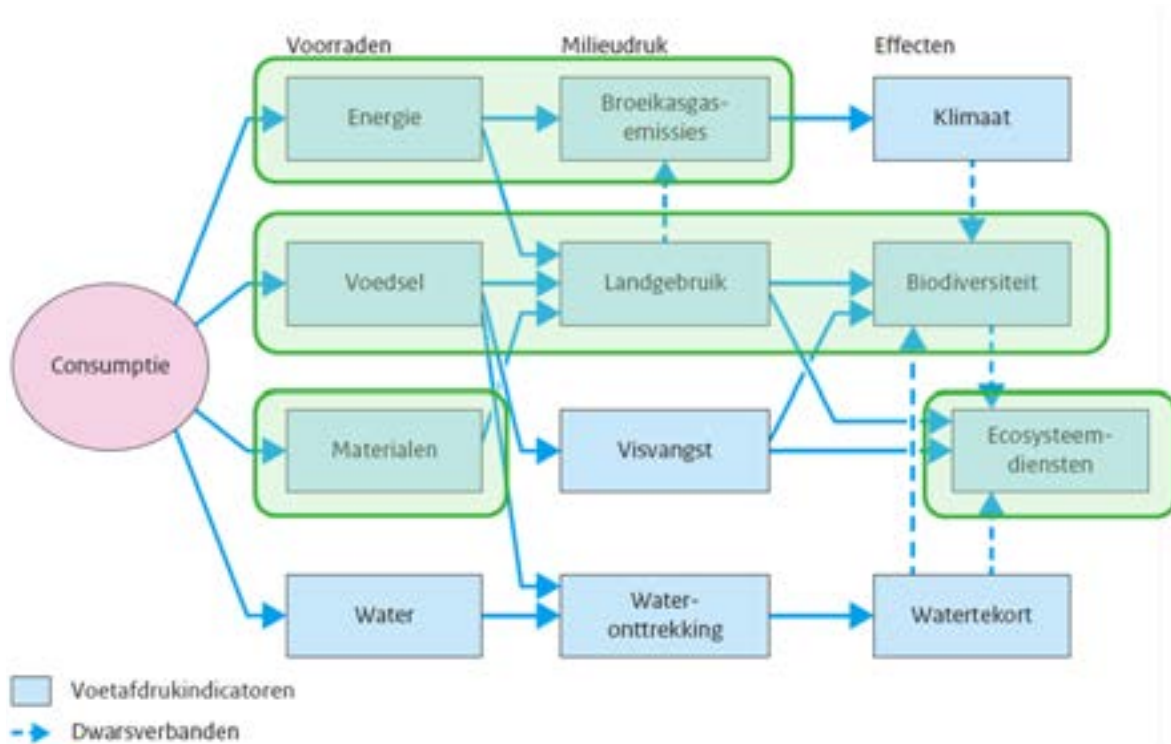 Voorraden
Milieudruk
Effecten
Energie
Broeikasgas-
emissies
Klimaat
Voedsel
Landgebruik
Biodiversiteit
Consumptie
Materialen
Visvangst
Ecosysteem-
diensten
Water
Water-
onttrekking
Watertekort
Voetafdrukindicatoren
Dwarsverbanden